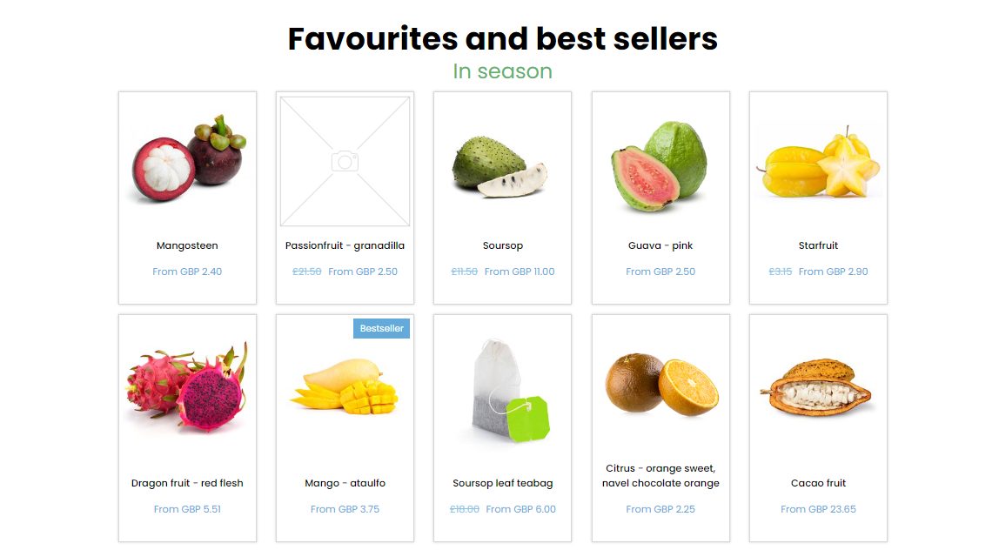 Favourites and best sellers
In season
Mangosteen
From GBP 2.40
Passionfruit - granadilla
£21.50 From GBP 2.50
Soursop
£11.50 From GBP 11.00
Guava - pink
From GBP 2.50
Starfruit
£3.15 From GBP 2.90
Dragon fruit - red flesh
From GBP 5.51
Bestseller
Mango - ataulfo
From GBP 3.75
Soursop leaf teabag
£18.00 From GBP 6.00
Citrus - orange sweet,
navel chocolate orange
From GBP 2.25
Cacao fruit
From GBP 23.65